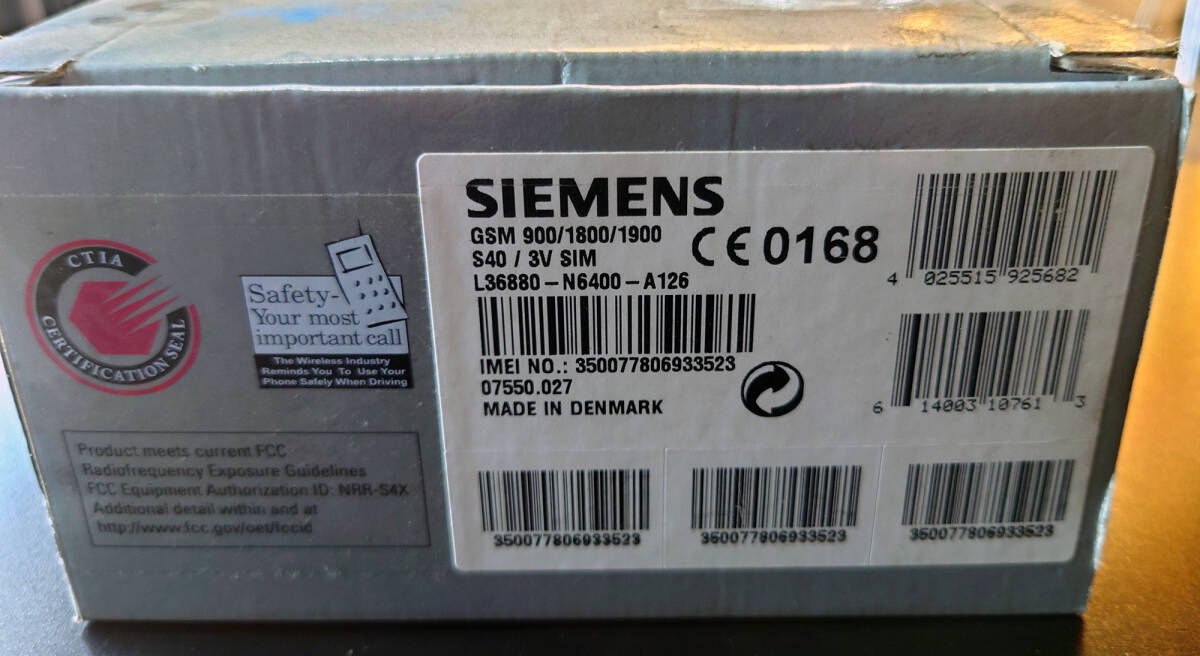 CTIA
CERTIFICATION SEAL
Safety-
Your most
important call
The Wireless Industry
Reminds You To Use Your
Phone Safely When Driving
Product meets current FCC
Radiofrequency Exposure Guidelines
FCC Equipment Authorization ID: NRR-S4X
Additional detail within and at
http://www.fcc.gov/oet/fccid
SIEMENS
GSM 900/1800/1900
S40 / 3V SIM
L36880-N6400-A126
CE 0168
IMEI NO.: 350077806933523
07550.027
MADE IN DENMARK
4 025515 925682
6 14003 10761 3
350077806933523
350077806933523
350077806933523